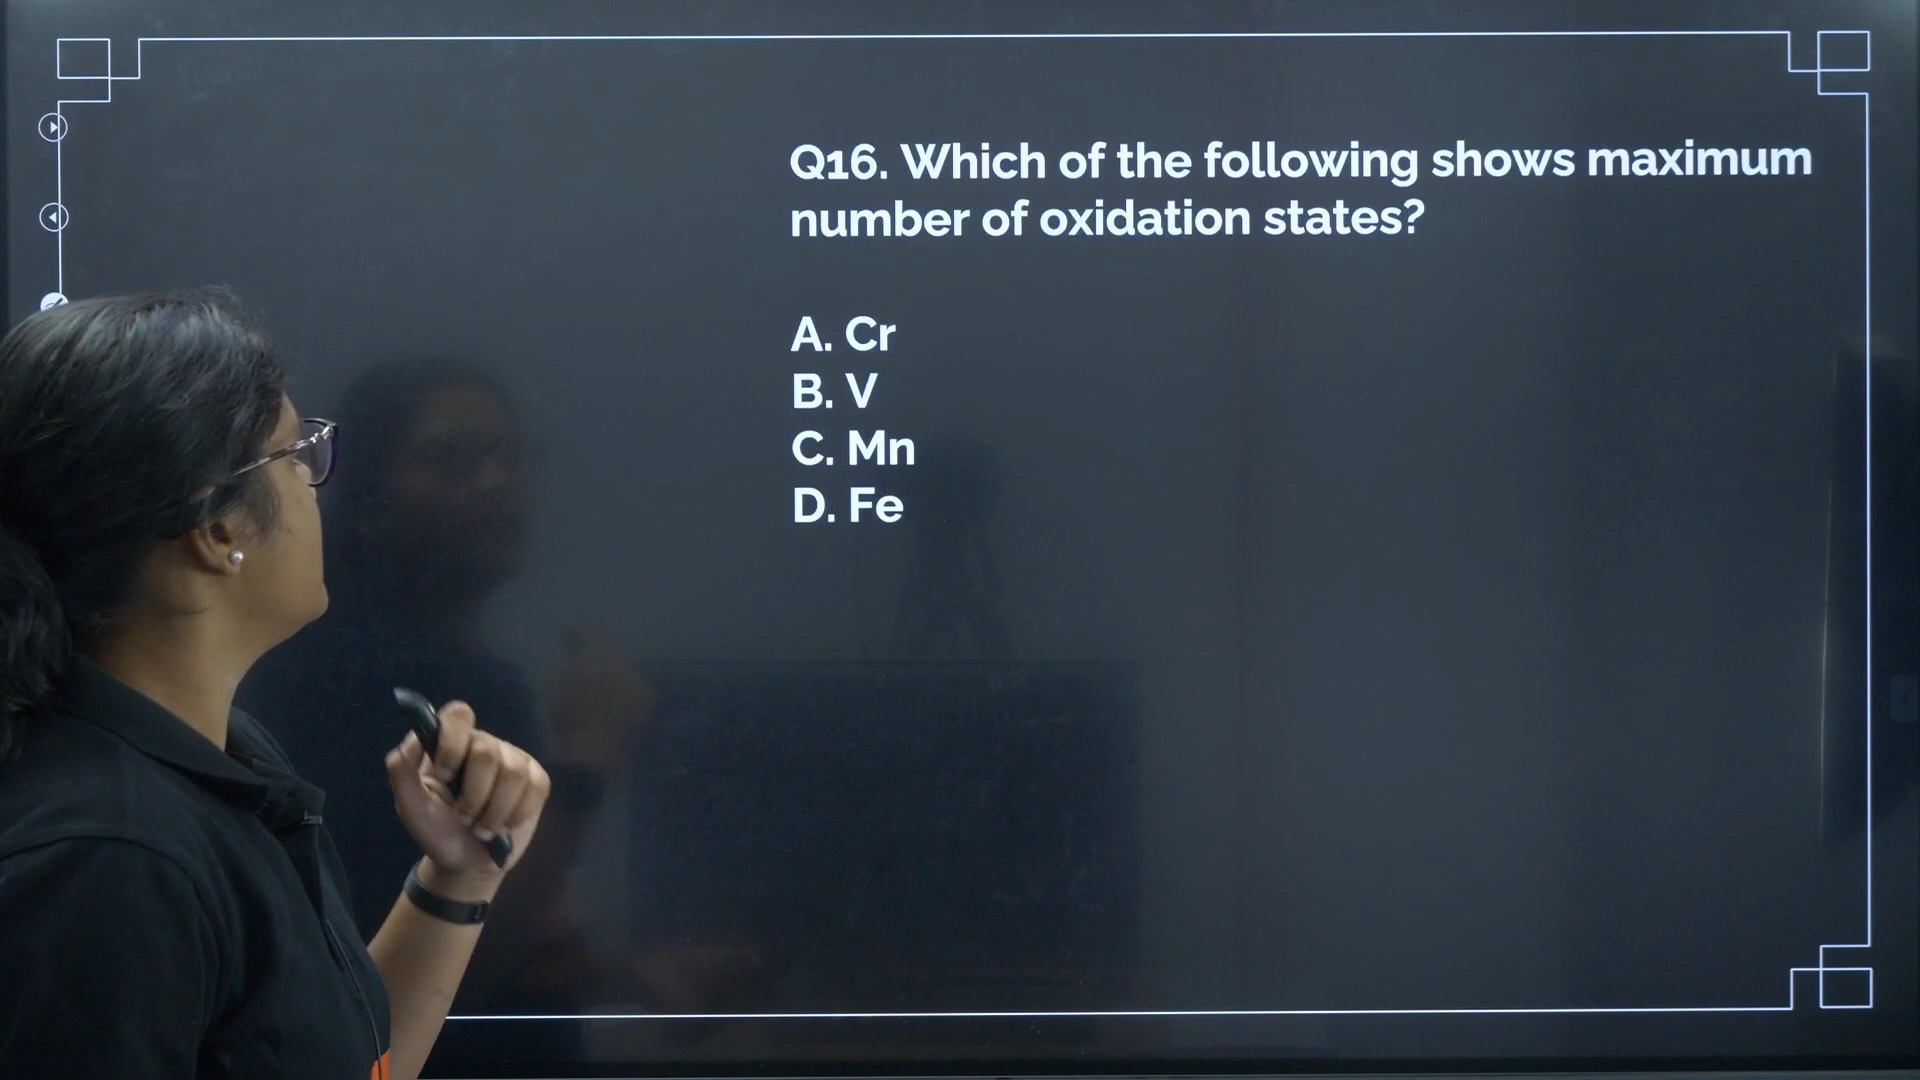 Q16. Which of the following shows maximum
number of oxidation states?
A. Cr
B. V
C. Mn
D. Fe